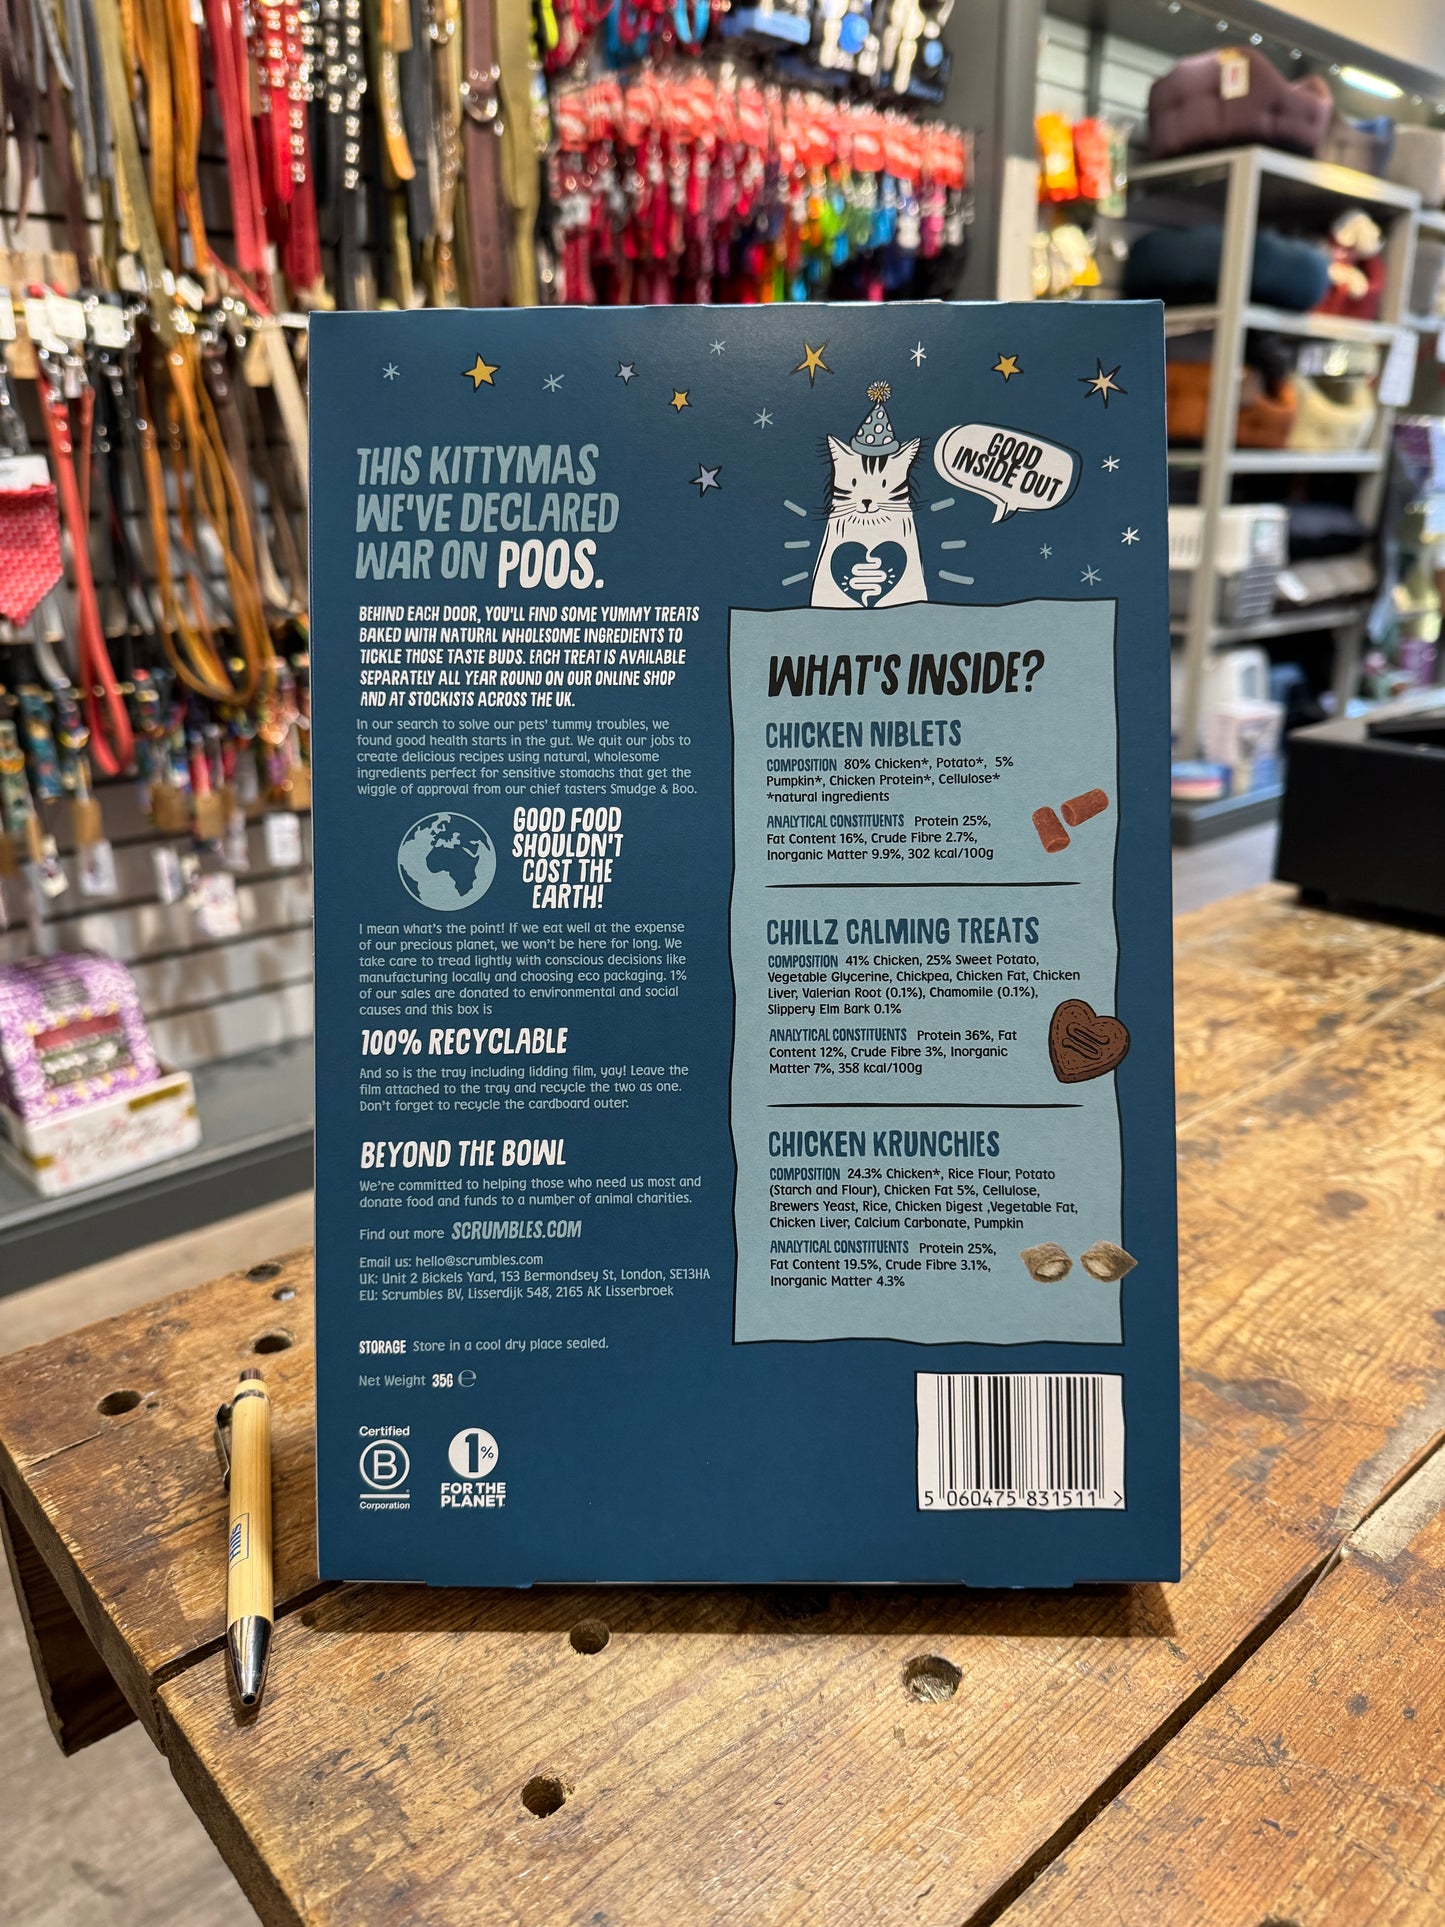 THIS KITTYMAS
WE'VE DECLARED
WAR ON POOS.
BEHIND EACH DOOR, YOU'LL FIND SOME YUMMY TREATS
BAKED WITH NATURAL WHOLESOME INGREDIENTS TO
TICKLE THOSE TASTE BUDS. EACH TREAT IS AVAILABLE
SEPARATELY ALL YEAR ROUND ON OUR ONLINE SHOP
AND AT STOCKISTS ACROSS THE UK.
In our search to solve our pets' tummy troubles, we
found good health starts in the gut. We quit our jobs to
create delicious recipes using natural, wholesome
ingredients perfect for sensitive stomachs that get the
wiggle of approval from our chief tasters Smudge & Boo.
GOOD FOOD
SHOULDN'T
COST THE
EARTH!
I mean what's the point! If we eat well at the expense
of our precious planet, we won't be here for long. We
take care to tread lightly with conscious decisions like
manufacturing locally and choosing eco packaging. 1%
of our sales are donated to environmental and social
causes and this box is
100% RECYCLABLE
And so is the tray including lidding film, yay! Leave the
film attached to the tray and recycle the two as one.
Don't forget to recycle the cardboard outer.
BEYOND THE BOWL
We're committed to helping those who need us most and
donate food and funds to a number of animal charities.
Find out more SCRUMBLES.COM
Email us: hello@scrumbles.com
UK: Unit 2 Bickels Yard, 153 Bermondsey St, London, SE13HA
EU: Scrumbles BV, Lisserdijk 548, 2165 AK Lisserbroek
STORAGE Store in a cool dry place sealed.
Net Weight 35G ℮
Certified
B
Corporation
1%
FOR THE
PLANET
GOOD
INSIDE OUT
WHAT'S INSIDE?
CHICKEN NIBLETS
COMPOSITION 80% Chicken*, Potato*, 5%
Pumpkin*, Chicken Protein*, Cellulose*
*natural ingredients
ANALYTICAL CONSTITUENTS Protein 25%,
Fat Content 16%, Crude Fibre 2.7%,
Inorganic Matter 9.9%, 302 kcal/100g
CHILLZ CALMING TREATS
COMPOSITION 41% Chicken, 25% Sweet Potato,
Vegetable Glycerine, Chickpea, Chicken Fat, Chicken
Liver, Valerian Root (0.1%), Chamomile (0.1%),
Slippery Elm Bark 0.1%
ANALYTICAL CONSTITUENTS Protein 36%, Fat
Content 12%, Crude Fibre 3%, Inorganic
Matter 7%, 358 kcal/100g
CHICKEN KRUNCHIES
COMPOSITION 24.3% Chicken*, Rice Flour, Potato
(Starch and Flour), Chicken Fat 5%, Cellulose,
Brewers Yeast, Rice, Chicken Digest ,Vegetable Fat,
Chicken Liver, Calcium Carbonate, Pumpkin
ANALYTICAL CONSTITUENTS Protein 25%,
Fat Content 19.5%, Crude Fibre 3.1%,
Inorganic Matter 4.3%
5 060475 831511 >
Hill's